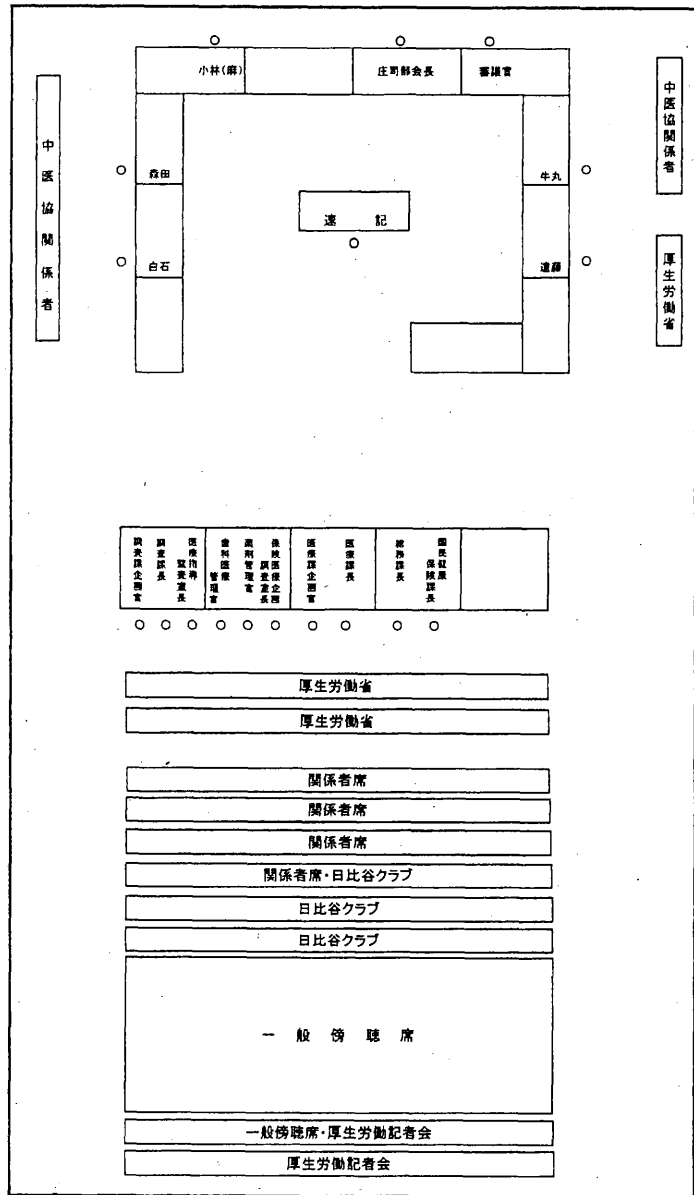 小林(麻)
庄司部会長
審議官
中医協関係者
中医協関係者
森田
牛丸
速記
白石
遠藤
厚生労働省
調査課企画官
調査課長
医療指導
監査室長
歯科医療
管理官
薬剤管理官
保険医療企画
調査室長
医療課企画官
医療課長
総務課長
国民健康
保険課長
厚生労働省
厚生労働省
関係者席
関係者席
関係者席
関係者席・日比谷クラブ
日比谷クラブ
日比谷クラブ
一般傍聴席
一般傍聴席・厚生労働記者会
厚生労働記者会